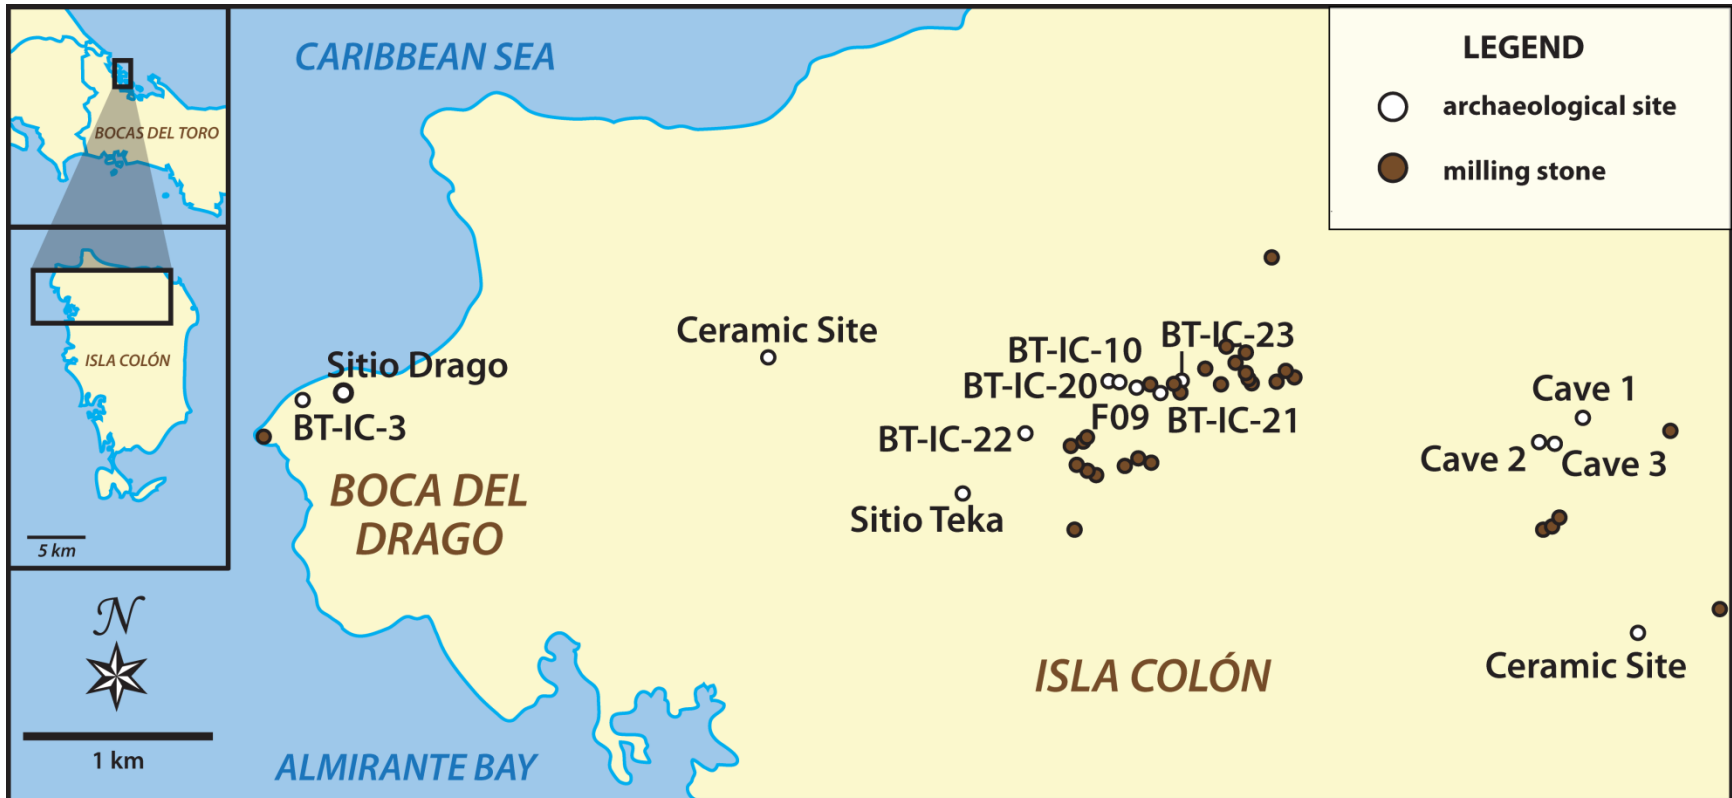 CARIBBEAN SEA
LEGEND
archaeological site
milling stone
BOCAS DEL TORO
ISLA COLÓN
5 km
N
1 km
Ceramic Site
Sitio Drago
BT-IC-3
BOCA DEL
DRAGO
BT-IC-23
BT-IC-10
BT-IC-20
F09
BT-IC-21
BT-IC-22
Sitio Teka
Cave 1
Cave 2
Cave 3
Ceramic Site
ISLA COLÓN
ALMIRANTE BAY